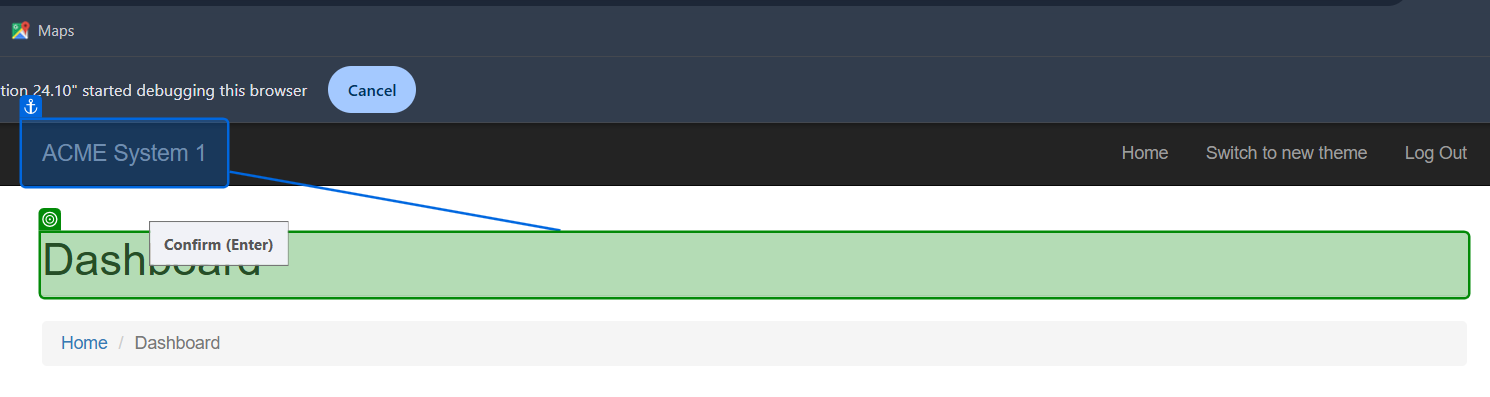 Maps
tion 24.10" started debugging this browser Cancel
ACME System 1 Home Switch to new theme Log Out
Dashboard
Confirm (Enter)
Home / Dashboard